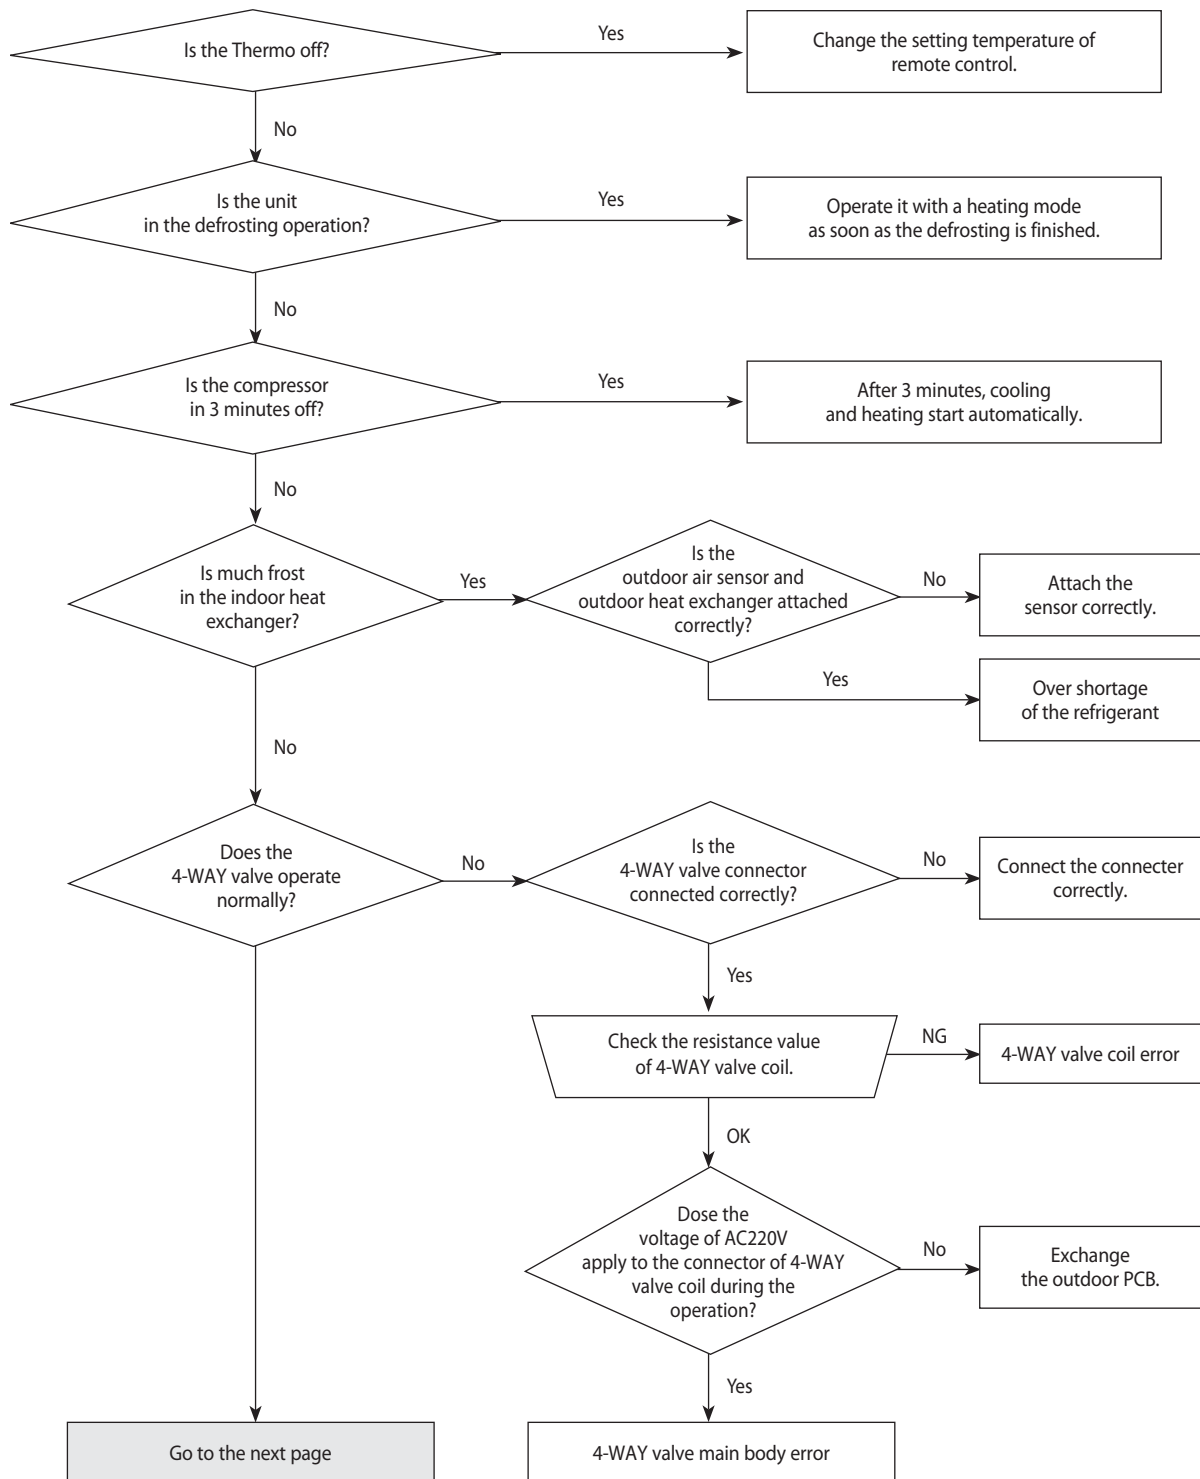 Is the Thermo off?
Yes
Change the setting temperature of
remote control.
No
Is the unit
in the defrosting operation?
Yes
Operate it with a heating mode
as soon as the defrosting is finished.
No
Is the compressor
in 3 minutes off?
Yes
After 3 minutes, cooling
and heating start automatically.
No
Is much frost
in the indoor heat
exchanger?
Yes
Is the
outdoor air sensor and
outdoor heat exchanger attached
correctly?
No
Attach the
sensor correctly.
Yes
Over shortage
of the refrigerant
No
Does the
4-WAY valve operate
normally?
No
Is the
4-WAY valve connector
connected correctly?
No
Connect the connecter
correctly.
Yes
Check the resistance value
of 4-WAY valve coil.
NG
4-WAY valve coil error
OK
Dose the
voltage of AC220V
apply to the connector of 4-WAY
valve coil during the
operation?
No
Exchange
the outdoor PCB.
Yes
Go to the next page
4-WAY valve main body error